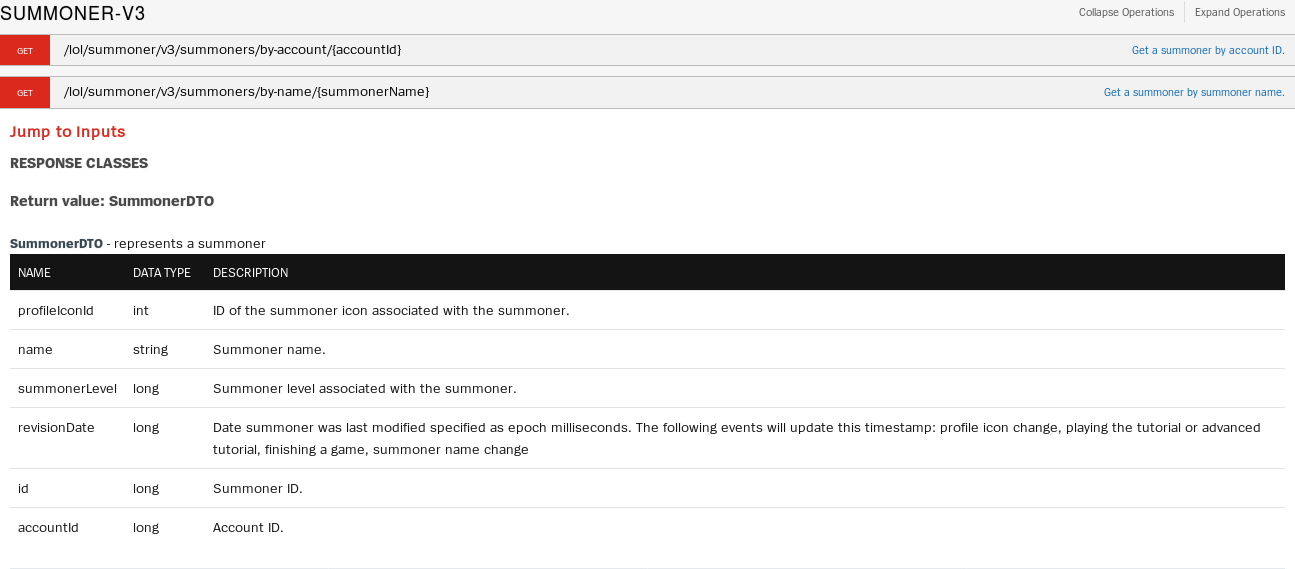 SUMMONER-V3
Collapse Operations Expand Operations
GET /lol/summoner/v3/summoners/by-account/{accountId} Get a summoner by account ID.
GET /lol/summoner/v3/summoners/by-name/{summonerName} Get a summoner by summoner name.
Jump to Inputs
RESPONSE CLASSES
Return value: SummonerDTO
SummonerDTO - represents a summoner
NAME DATA TYPE DESCRIPTION
profileIconId int ID of the summoner icon associated with the summoner.
name string Summoner name.
summonerLevel long Summoner level associated with the summoner.
revisionDate long Date summoner was last modified specified as epoch milliseconds. The following events will update this timestamp: profile icon change, playing the tutorial or advanced
tutorial, finishing a game, summoner name change
id long Summoner ID.
accountId long Account ID.